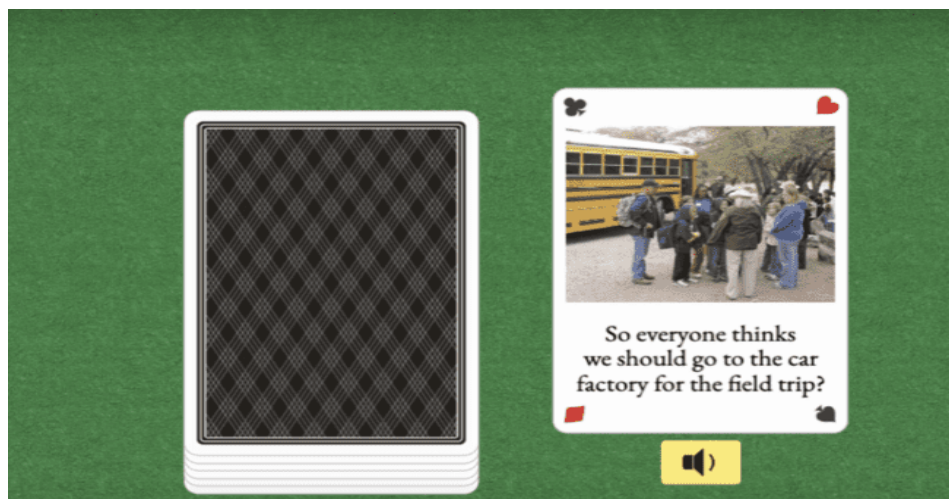 So everyone thinks
we should go to the car
factory for the field trip?